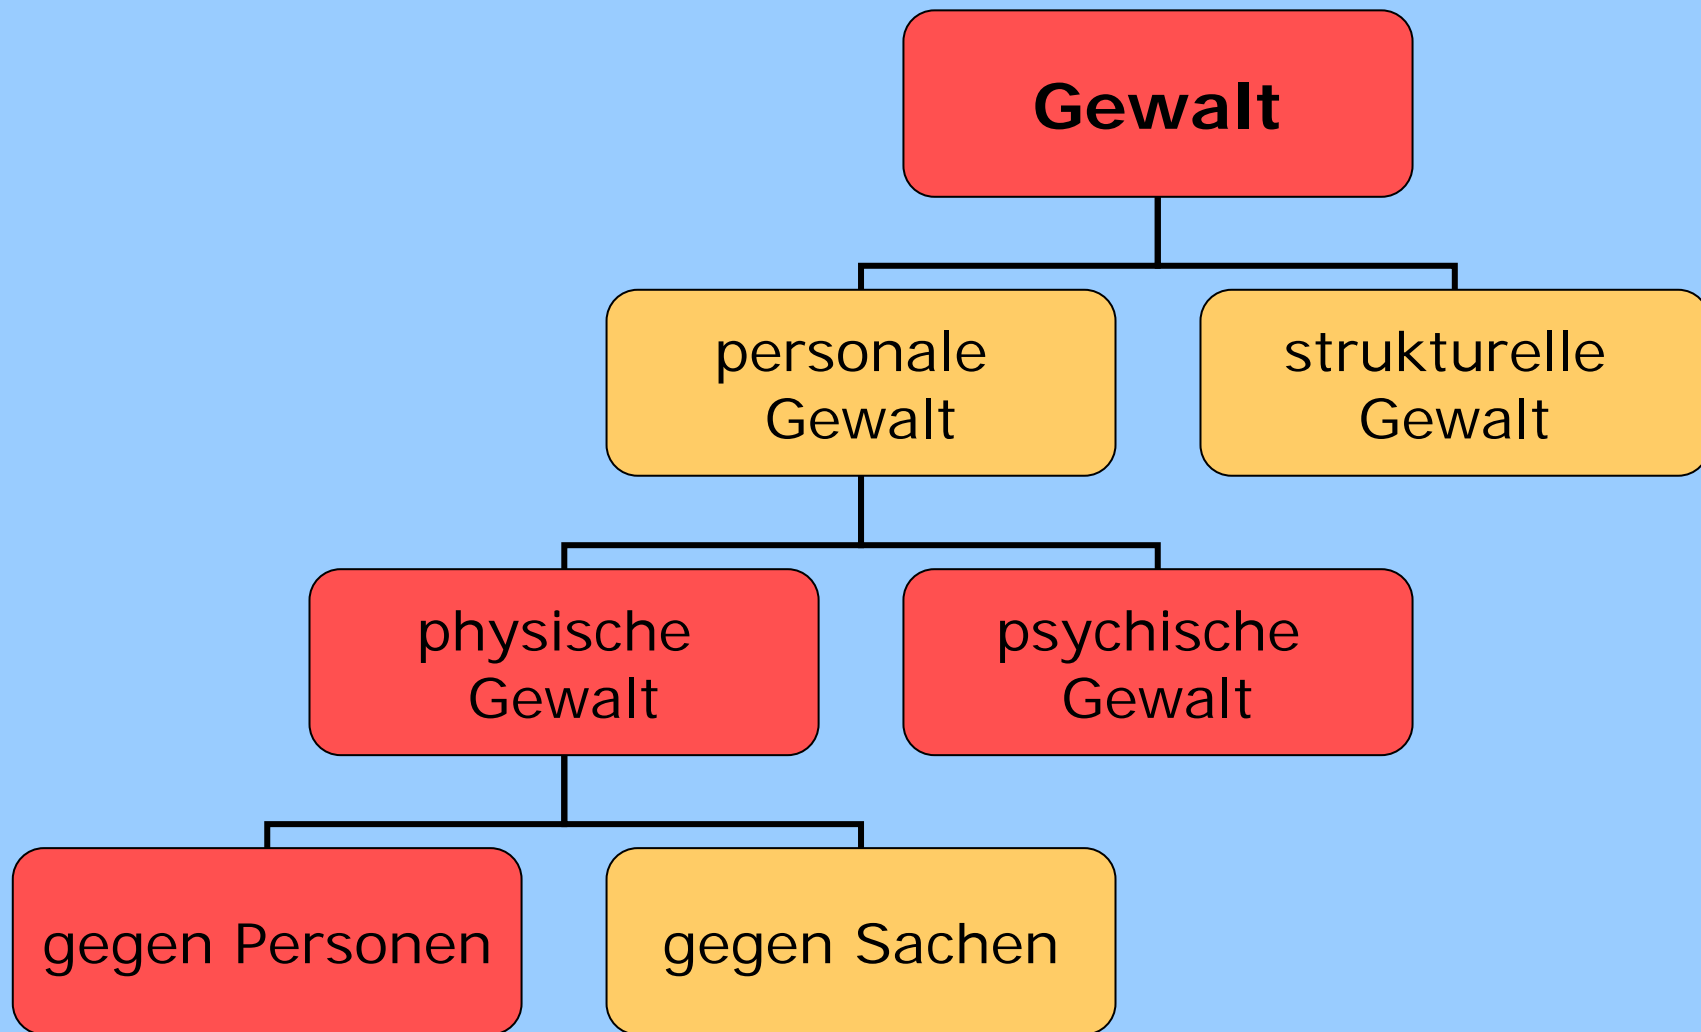 Gewalt
personale
Gewalt
strukturelle
Gewalt
physische
Gewalt
psychische
Gewalt
gegen Personen
gegen Sachen